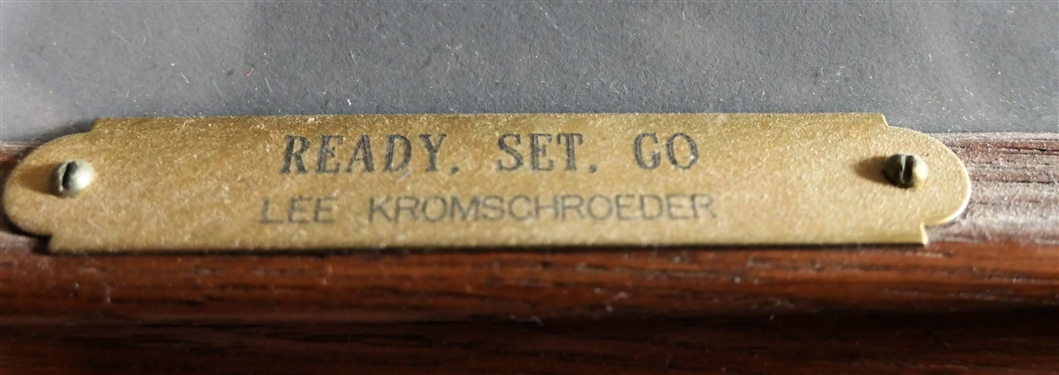 READY. SET. GO
LEE KROMSCHROEDER